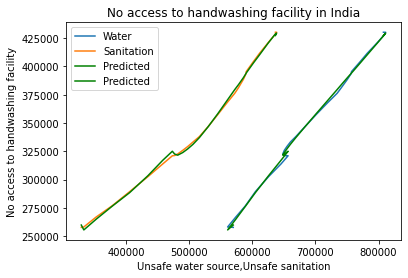 No access to handwashing facility in India
Water
Sanitation
Predicted
Predicted
No access to handwashing facility
425000
400000
375000
350000
325000
300000
275000
250000
400000 500000 600000 700000 800000
Unsafe water source,Unsafe sanitation